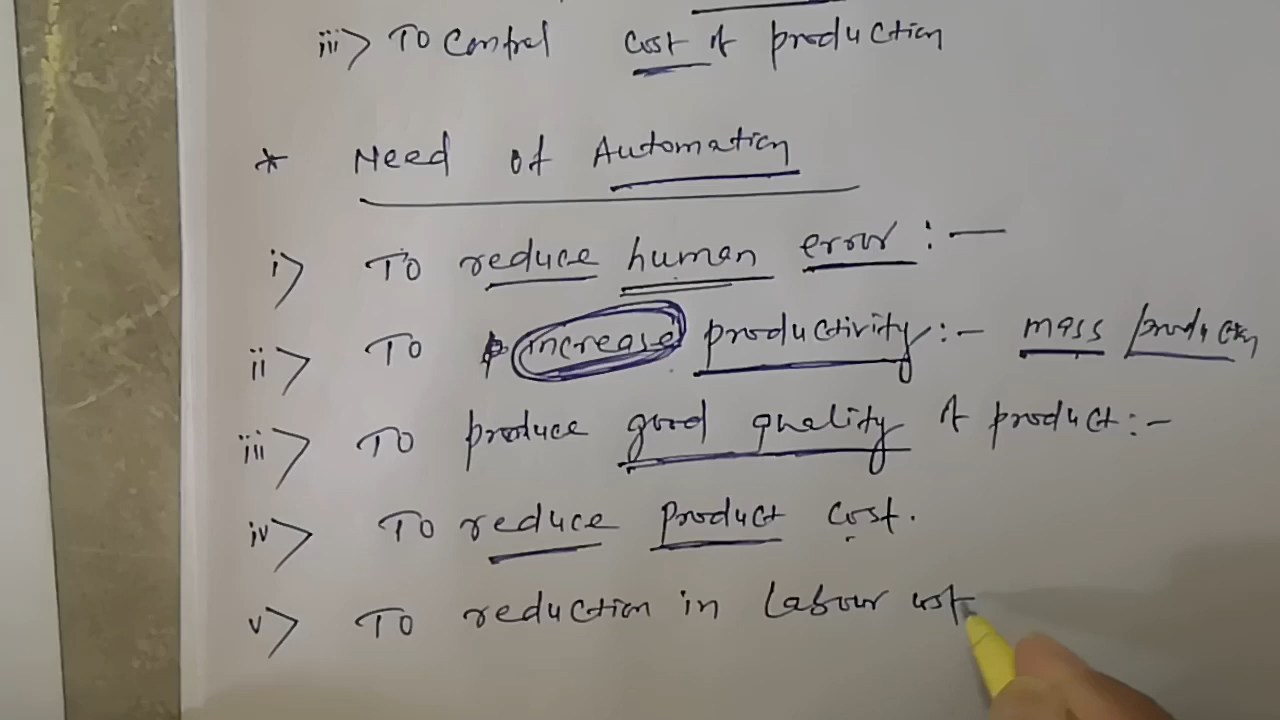 iii> To Control cost of production
* Need of Automation
i> To reduce human error :-
ii> To increase productivity :- mass production
iii> To produce good quality of product :-
iv> To reduce product cost.
v> To reduction in Labour cost